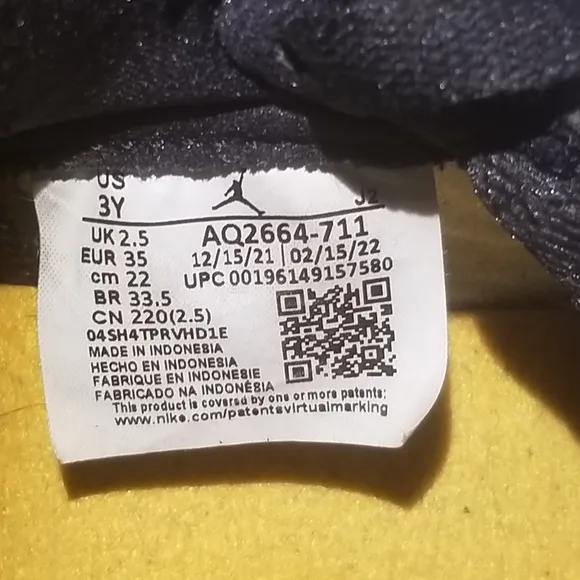 US
3Y JZ
UK 2.5 AQ2664-711
EUR 35 12/15/21 | 02/15/22
cm 22 UPC 00196149157580
BR 33.5
CN 220(2.5)
04SH4TPRVHD1E
MADE IN INDONESIA
HECHO EN INDONESIA
FABRIQUE EN INDONESIE
FABRICADO NA INDONÉSIA
This product is covered by one or more patents:
www.nike.com/patentsvirtualmarking